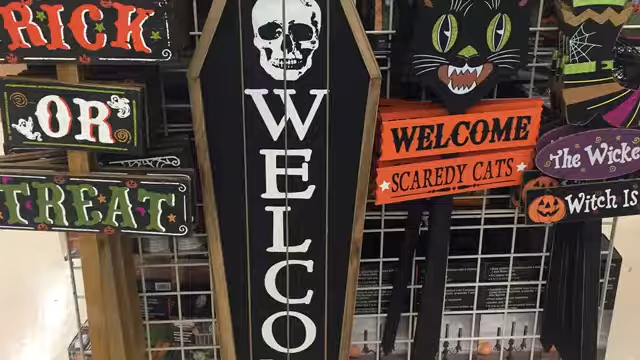 RICK
OR
TREAT
WELCO
WELCOME
SCAREDY CATS
The Wicke
Witch Is